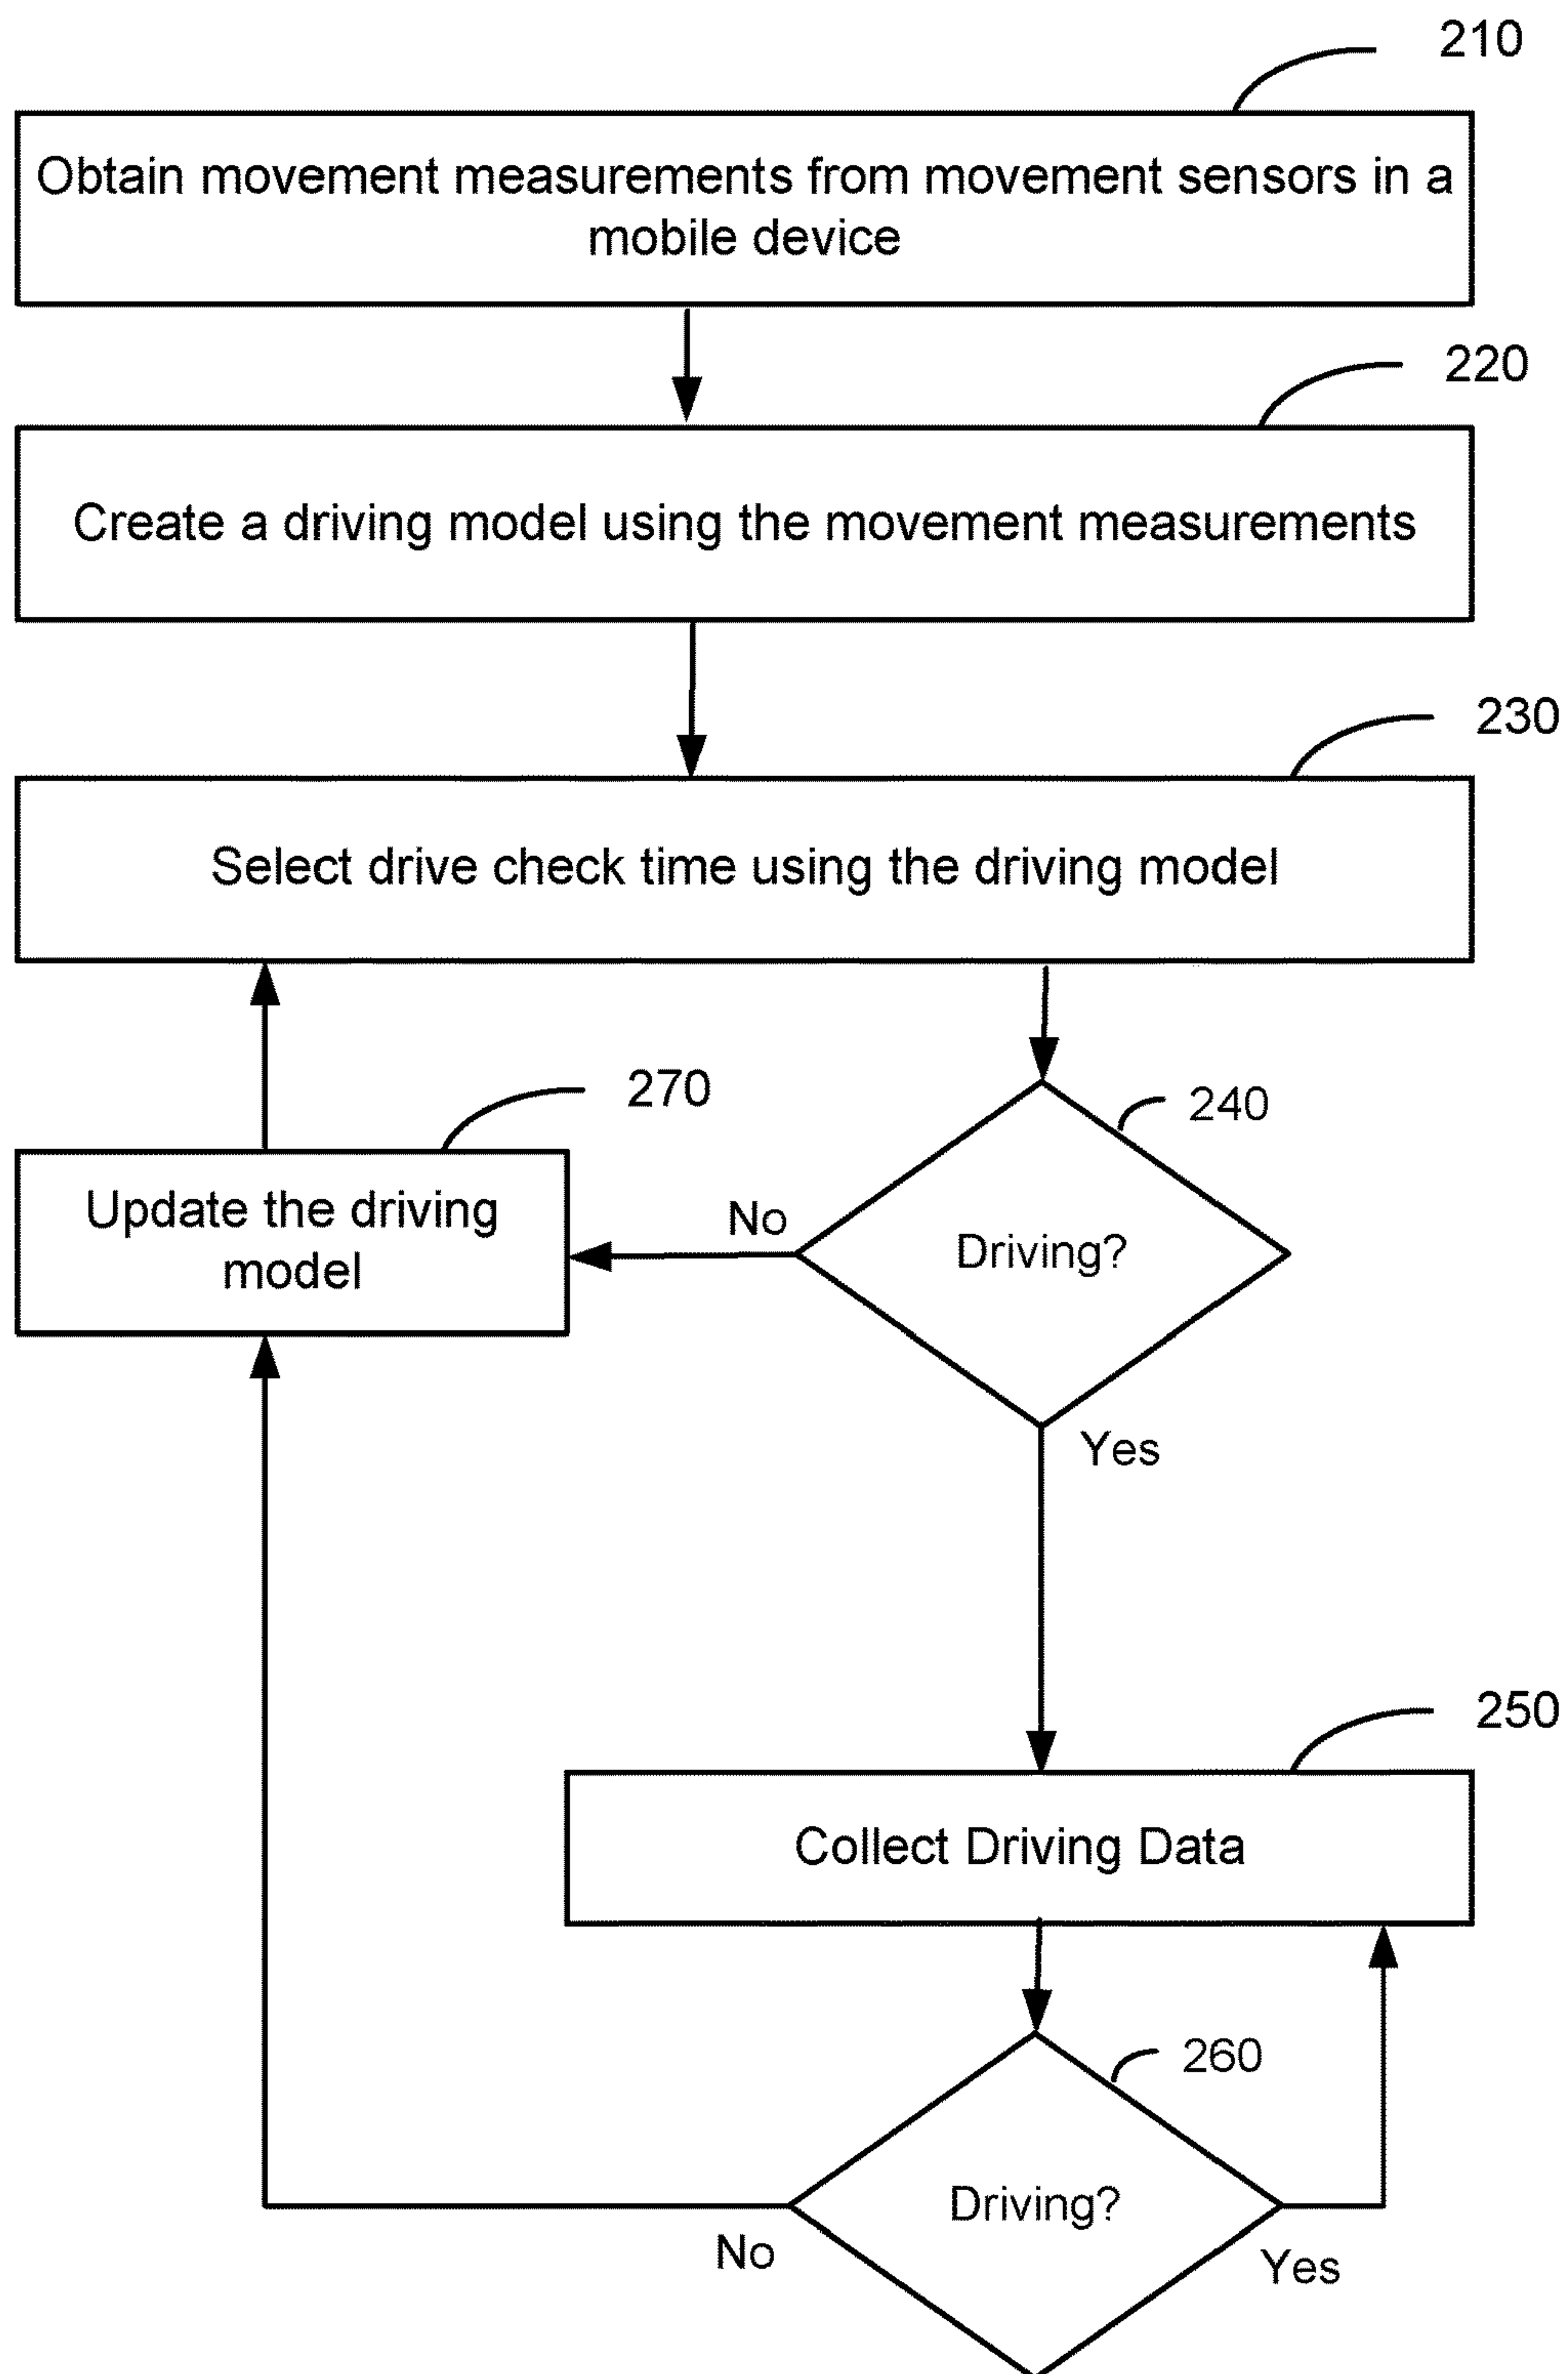 210
Obtain movement measurements from movement sensors in a
mobile device
220
Create a driving model using the movement measurements
230
Select drive check time using the driving model
270
240
Update the driving
model
No
Driving?
Yes
250
Collect Driving Data
260
Driving?
No
Yes